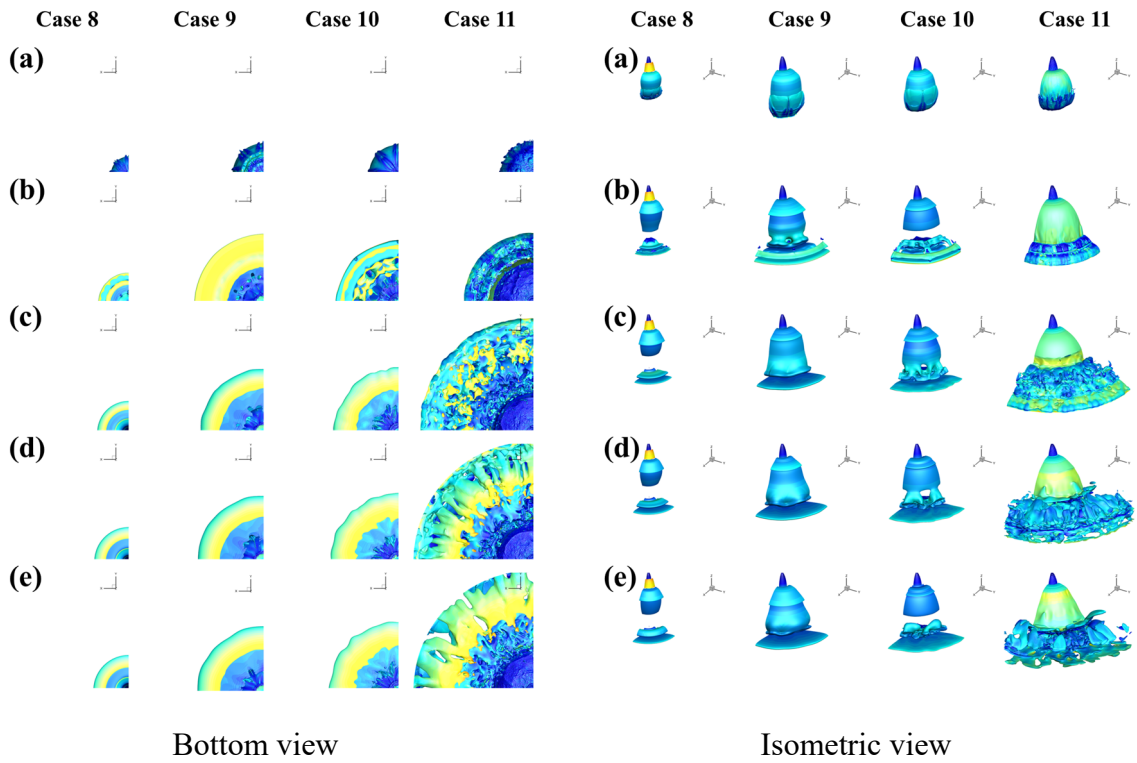 Case 8 Case 9 Case 10 Case 11 Case 8 Case 9 Case 10 Case 11
(a) (a)
(b) (b)
(c) (c)
(d) (d)
(e) (e)
Bottom view Isometric view